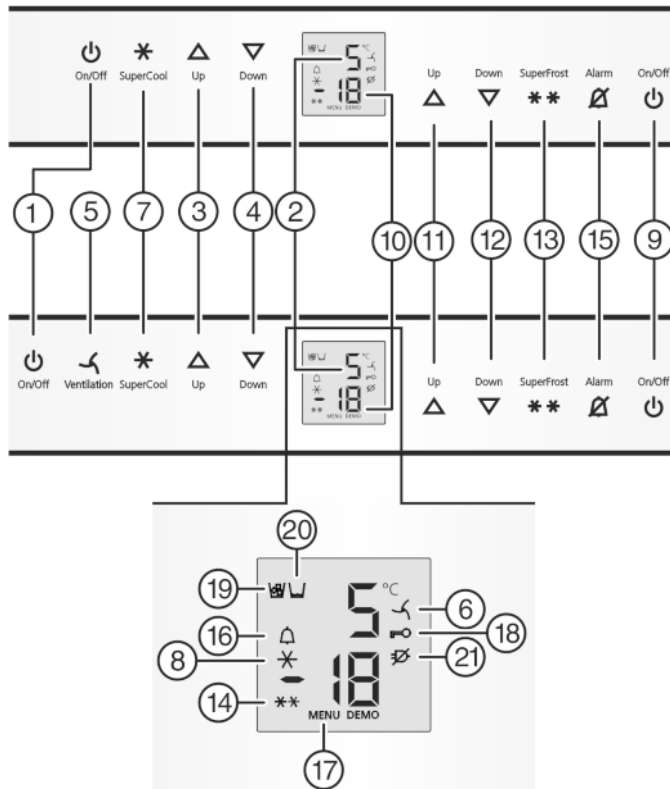 On/Off SuperCool Up Down
5 °C
18
MENU DEMO
Up Down SuperFrost Alarm On/Off
1 5 7 3 4 2 10 11 12 13 15 9
On/Off Ventilation SuperCool Up Down
5 °C
18
MENU DEMO
Up Down SuperFrost Alarm On/Off
20
19
5 °C
6
16
18
8
21
-18
14
MENU DEMO
17